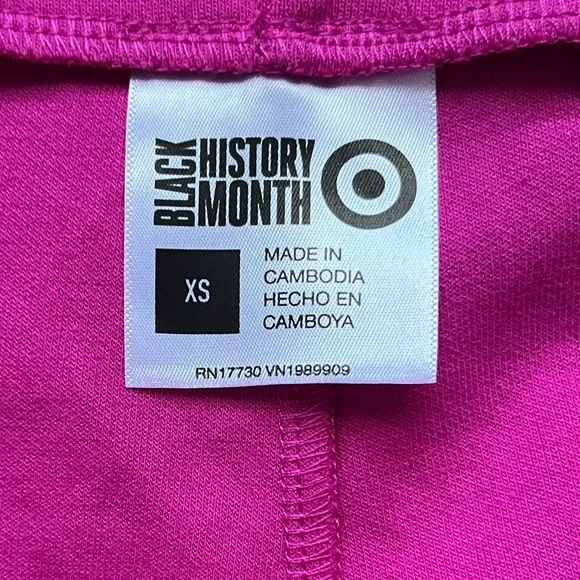 BLACK
HISTORY
MONTH
XS
MADE IN
CAMBODIA
HECHO EN
CAMBOYA
RN17730 VN1989909